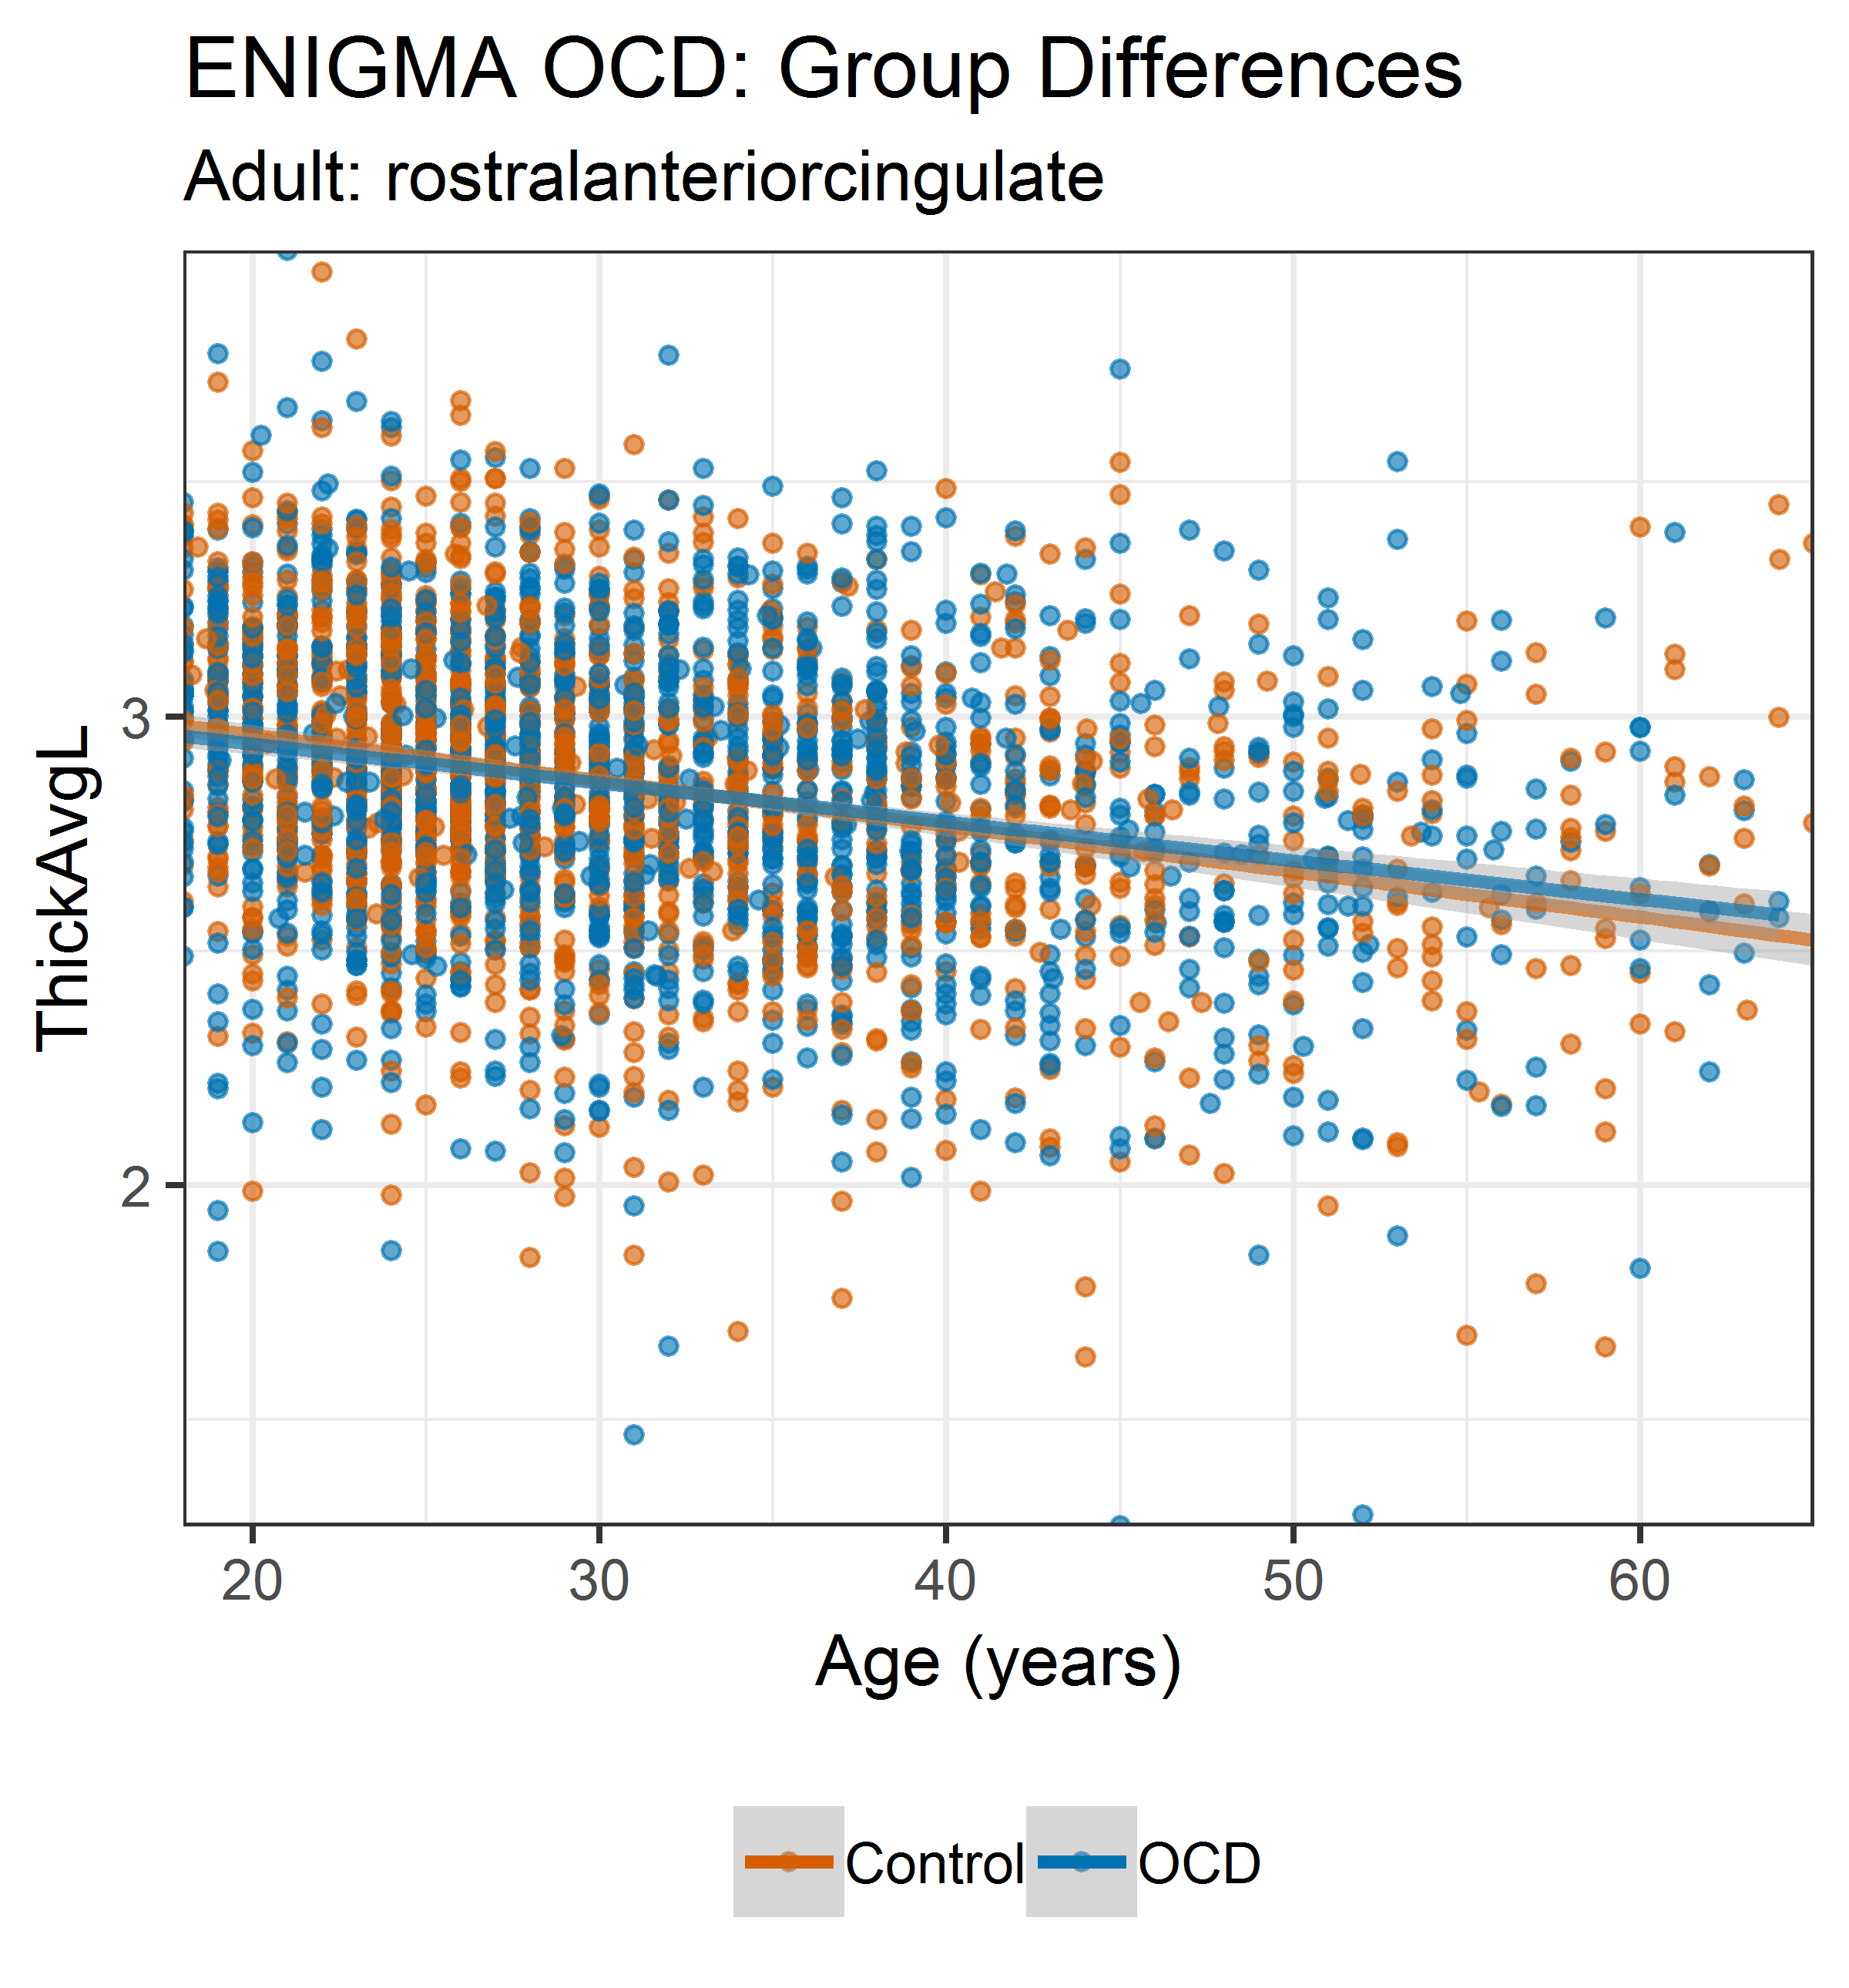 ENIGMA OCD: Group Differences
Adult: rostralanteriorcingulate
ThickAvgL
3
2
20 30 40 50 60
Age (years)
Control OCD